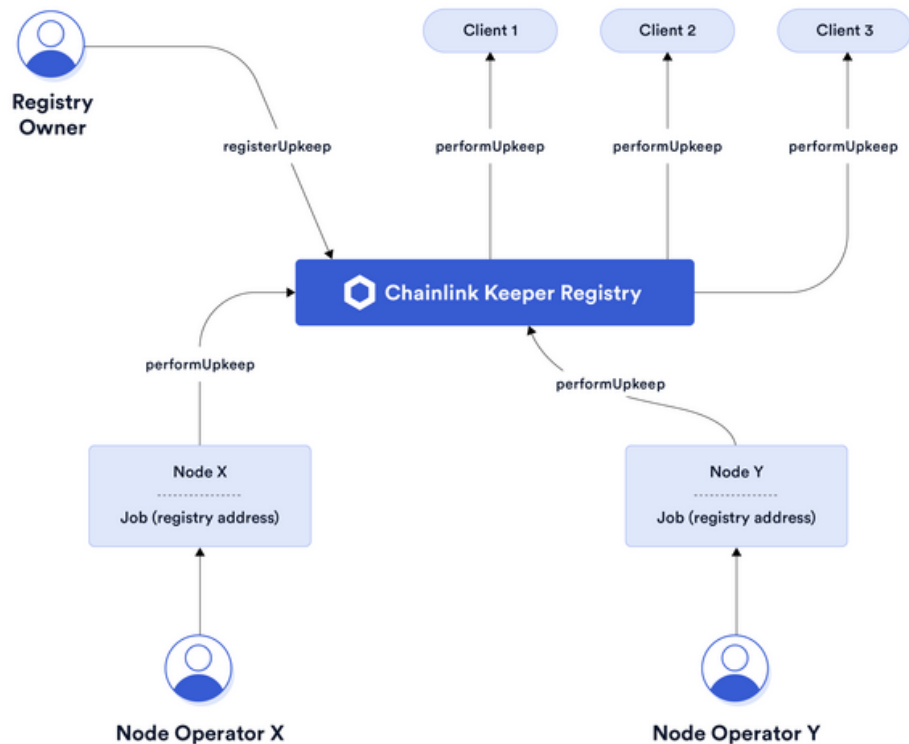 Client 1
Client 2
Client 3
Registry
Owner
registerUpkeep
performUpkeep
performUpkeep
performUpkeep
Chainlink Keeper Registry
performUpkeep
performUpkeep
Node X
Job (registry address)
Node Y
Job (registry address)
Node Operator X
Node Operator Y